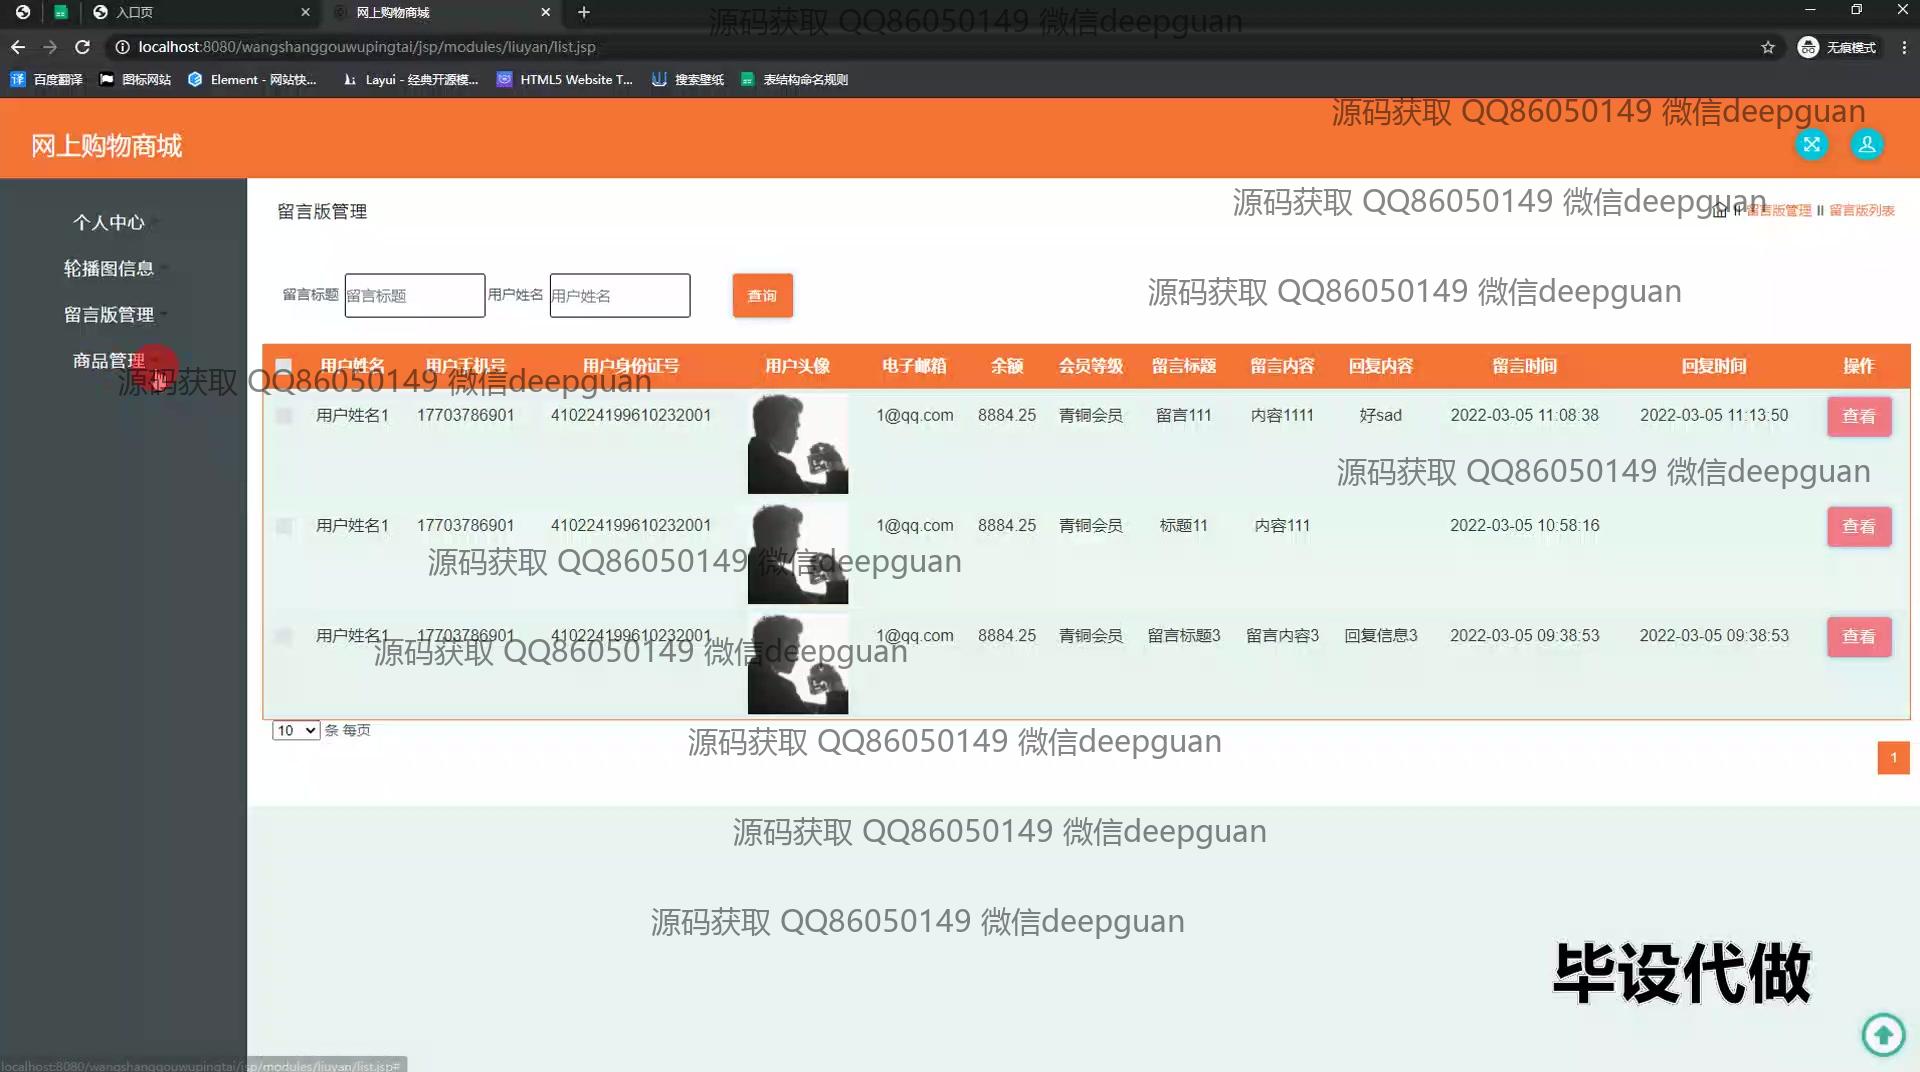 入口页
网上购物商城
源码获取 QQ86050149 微信deepguan
localhost:8080/wangshanggouwupingtai/jsp/modules/liuyan/list.jsp
无痕模式
百度翻译
图标网站
Element - 网站快...
Layui - 经典开源模...
HTML5 Website T...
搜索壁纸
表结构命名规则
源码获取 QQ86050149 微信deepguan
网上购物商城
源码获取 QQ86050149 微信deepguan
留言版管理
留言版管理 || 留言版列表
个人中心
轮播图信息
留言版管理
商品管理
源码获取 QQ86050149 微信deepguan
留言标题 留言标题 用户姓名 用户姓名 查询
用户姓名 用户手机号 用户身份证号 用户头像 电子邮箱 余额 会员等级 留言标题 留言内容 回复内容 留言时间 回复时间 操作
源码获取 QQ86050149 微信deepguan
用户姓名1 17703786901 410224199610232001 1@qq.com 8884.25 青铜会员 留言111 内容1111 好sad 2022-03-05 11:08:38 2022-03-05 11:13:50 查看
源码获取 QQ86050149 微信deepguan
用户姓名1 17703786901 410224199610232001 1@qq.com 8884.25 青铜会员 标题11 内容111 2022-03-05 10:58:16 查看
源码获取 QQ86050149 微信deepguan
用户姓名1 17703786901 410224199610232001 1@qq.com 8884.25 青铜会员 留言标题3 留言内容3 回复信息3 2022-03-05 09:38:53 2022-03-05 09:38:53 查看
源码获取 QQ86050149 微信deepguan
10 条 每页
源码获取 QQ86050149 微信deepguan
1
源码获取 QQ86050149 微信deepguan
源码获取 QQ86050149 微信deepguan
毕设代做
localhost:8080/wangshanggouwupingtai/jsp/modules/liuyan/list.jsp#